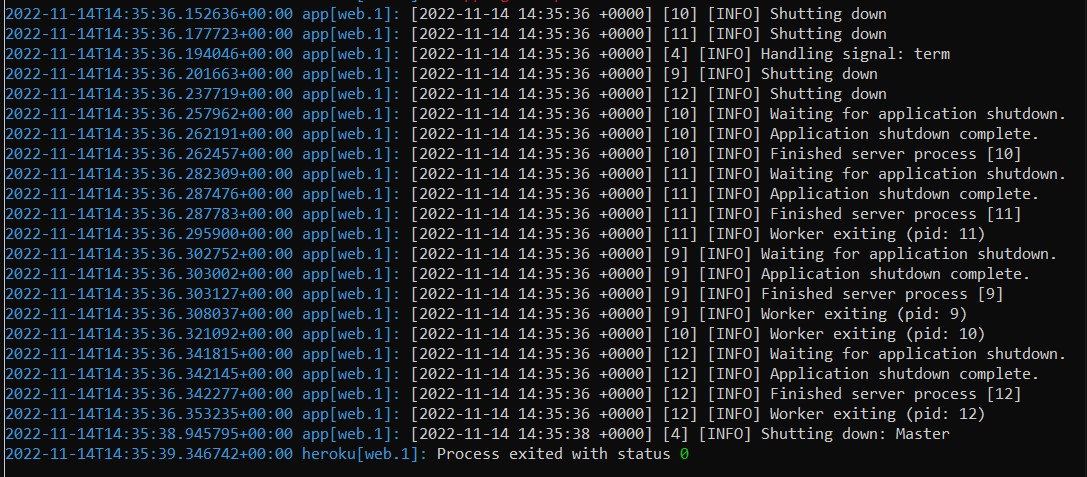 2022-11-14T14:35:36.152636+00:00 app[web.1]: [2022-11-14 14:35:36 +0000] [10] [INFO] Shutting down
2022-11-14T14:35:36.177723+00:00 app[web.1]: [2022-11-14 14:35:36 +0000] [11] [INFO] Shutting down
2022-11-14T14:35:36.194046+00:00 app[web.1]: [2022-11-14 14:35:36 +0000] [4] [INFO] Handling signal: term
2022-11-14T14:35:36.201663+00:00 app[web.1]: [2022-11-14 14:35:36 +0000] [9] [INFO] Shutting down
2022-11-14T14:35:36.237719+00:00 app[web.1]: [2022-11-14 14:35:36 +0000] [12] [INFO] Shutting down
2022-11-14T14:35:36.257962+00:00 app[web.1]: [2022-11-14 14:35:36 +0000] [10] [INFO] Waiting for application shutdown.
2022-11-14T14:35:36.262191+00:00 app[web.1]: [2022-11-14 14:35:36 +0000] [10] [INFO] Application shutdown complete.
2022-11-14T14:35:36.262457+00:00 app[web.1]: [2022-11-14 14:35:36 +0000] [10] [INFO] Finished server process [10]
2022-11-14T14:35:36.282309+00:00 app[web.1]: [2022-11-14 14:35:36 +0000] [11] [INFO] Waiting for application shutdown.
2022-11-14T14:35:36.287476+00:00 app[web.1]: [2022-11-14 14:35:36 +0000] [11] [INFO] Application shutdown complete.
2022-11-14T14:35:36.287783+00:00 app[web.1]: [2022-11-14 14:35:36 +0000] [11] [INFO] Finished server process [11]
2022-11-14T14:35:36.295900+00:00 app[web.1]: [2022-11-14 14:35:36 +0000] [11] [INFO] Worker exiting (pid: 11)
2022-11-14T14:35:36.302752+00:00 app[web.1]: [2022-11-14 14:35:36 +0000] [9] [INFO] Waiting for application shutdown.
2022-11-14T14:35:36.303002+00:00 app[web.1]: [2022-11-14 14:35:36 +0000] [9] [INFO] Application shutdown complete.
2022-11-14T14:35:36.303127+00:00 app[web.1]: [2022-11-14 14:35:36 +0000] [9] [INFO] Finished server process [9]
2022-11-14T14:35:36.308037+00:00 app[web.1]: [2022-11-14 14:35:36 +0000] [9] [INFO] Worker exiting (pid: 9)
2022-11-14T14:35:36.321092+00:00 app[web.1]: [2022-11-14 14:35:36 +0000] [10] [INFO] Worker exiting (pid: 10)
2022-11-14T14:35:36.341815+00:00 app[web.1]: [2022-11-14 14:35:36 +0000] [12] [INFO] Waiting for application shutdown.
2022-11-14T14:35:36.342145+00:00 app[web.1]: [2022-11-14 14:35:36 +0000] [12] [INFO] Application shutdown complete.
2022-11-14T14:35:36.342277+00:00 app[web.1]: [2022-11-14 14:35:36 +0000] [12] [INFO] Finished server process [12]
2022-11-14T14:35:36.353235+00:00 app[web.1]: [2022-11-14 14:35:36 +0000] [12] [INFO] Worker exiting (pid: 12)
2022-11-14T14:35:38.945795+00:00 app[web.1]: [2022-11-14 14:35:38 +0000] [4] [INFO] Shutting down: Master
2022-11-14T14:35:39.346742+00:00 heroku[web.1]: Process exited with status 0